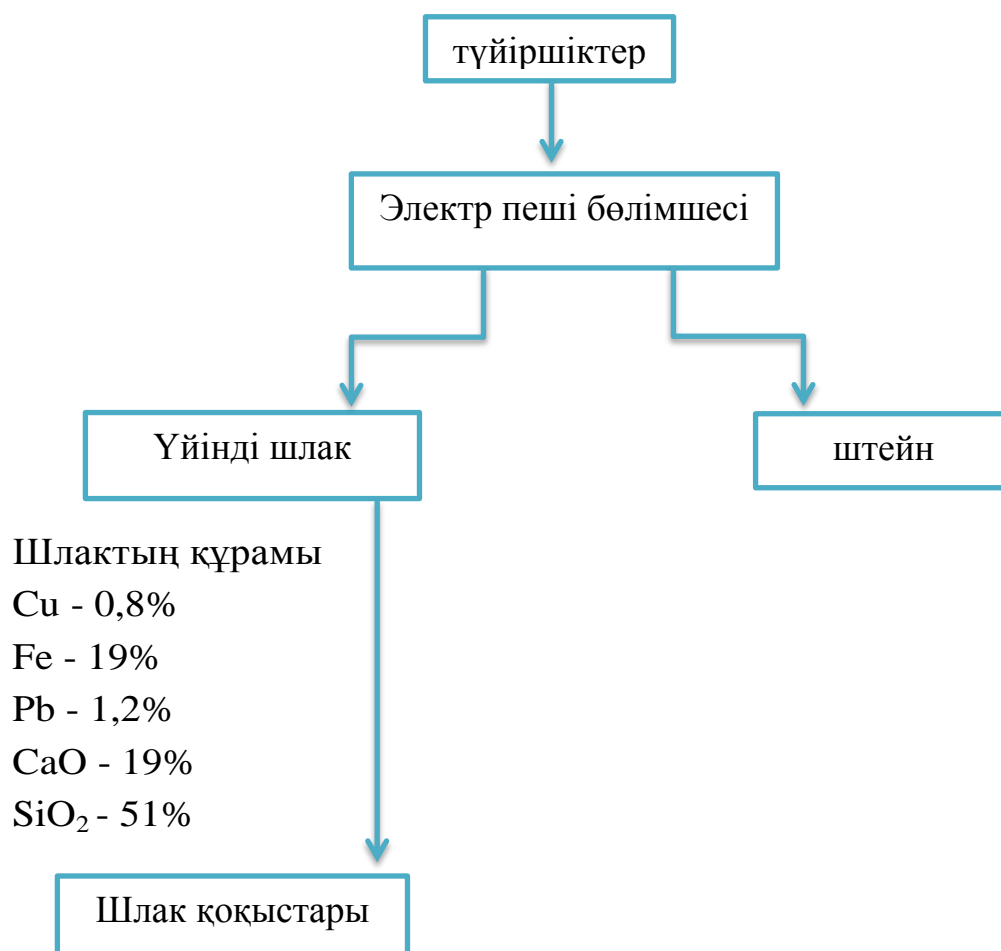 түйіршіктер
Электр пеші бөлімшесі
Үйінді шлак
штейн
Шлактың құрамы
Cu - 0,8%
Fe - 19%
Pb - 1,2%
CaO - 19%
SiO₂ - 51%
Шлак қоқыстары